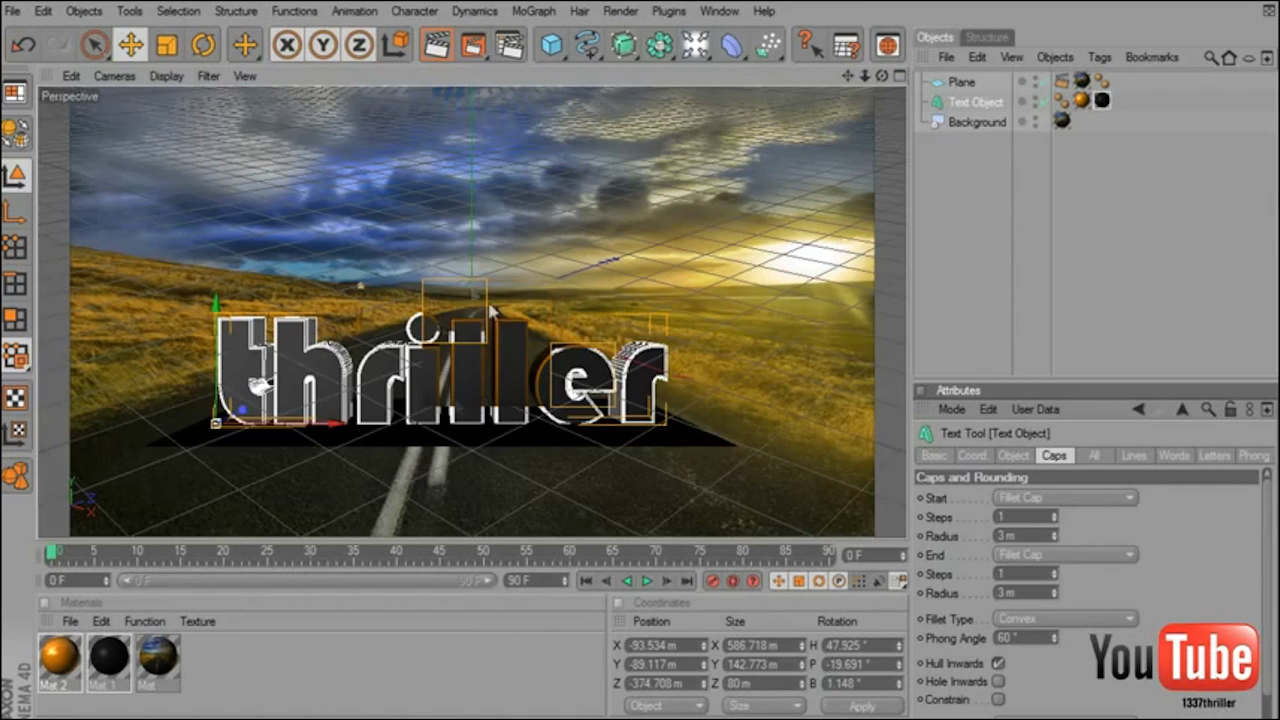 File Edit Objects Tools Selection Structure Functions Animation Character Dynamics MoGraph Hair Render Plugins Window Help
Objects Structure
File Edit View Objects Tags Bookmarks
Edit Cameras Display Filter View
Perspective
Plane
Text Object
Background
thriller
Attributes
Mode Edit User Data
Text Tool [Text Object]
Basic Coord. Object Caps All Lines Words Letters Phong
Caps and Rounding
Start Fillet Cap
Steps 1
Radius 3 m
End Fillet Cap
Steps 1
Radius 3 m
Fillet Type Convex
Phong Angle 60 °
Hull Inwards
Hole Inwards
Constrain
0 5 10 15 20 25 30 35 40 45 50 55 60 65 70 75 80 85 90 0 F
0 F 0 F 90 F 90 F
Materials
File Edit Function Texture
Mat.2 Mat.1 Mat
Coordinates
Position Size Rotation
X -93.534 m X 586.718 m H 47.925 °
Y -89.117 m Y 142.773 m P -19.691 °
Z -374.708 m Z 80 m B 1.148 °
Object Size Apply
YouTube
1337thriller